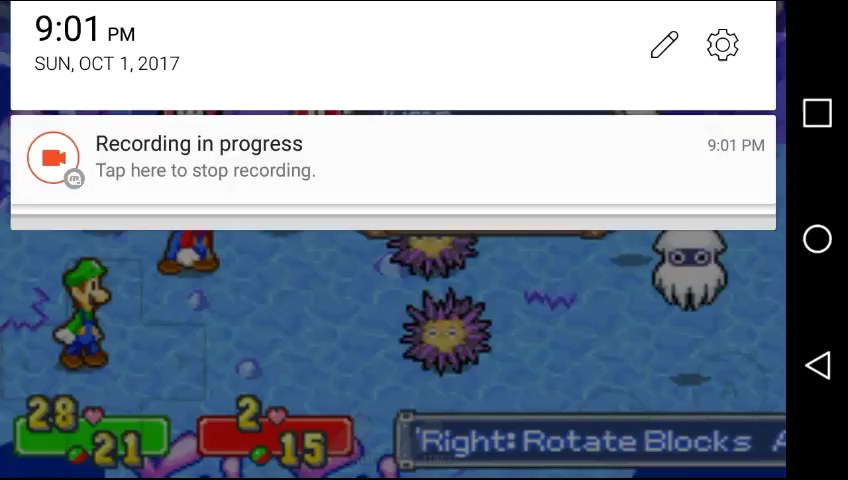 9:01 PM
SUN, OCT 1, 2017
Recording in progress
9:01 PM
Tap here to stop recording.
28
21
2
15
'Right: Rotate Blocks A